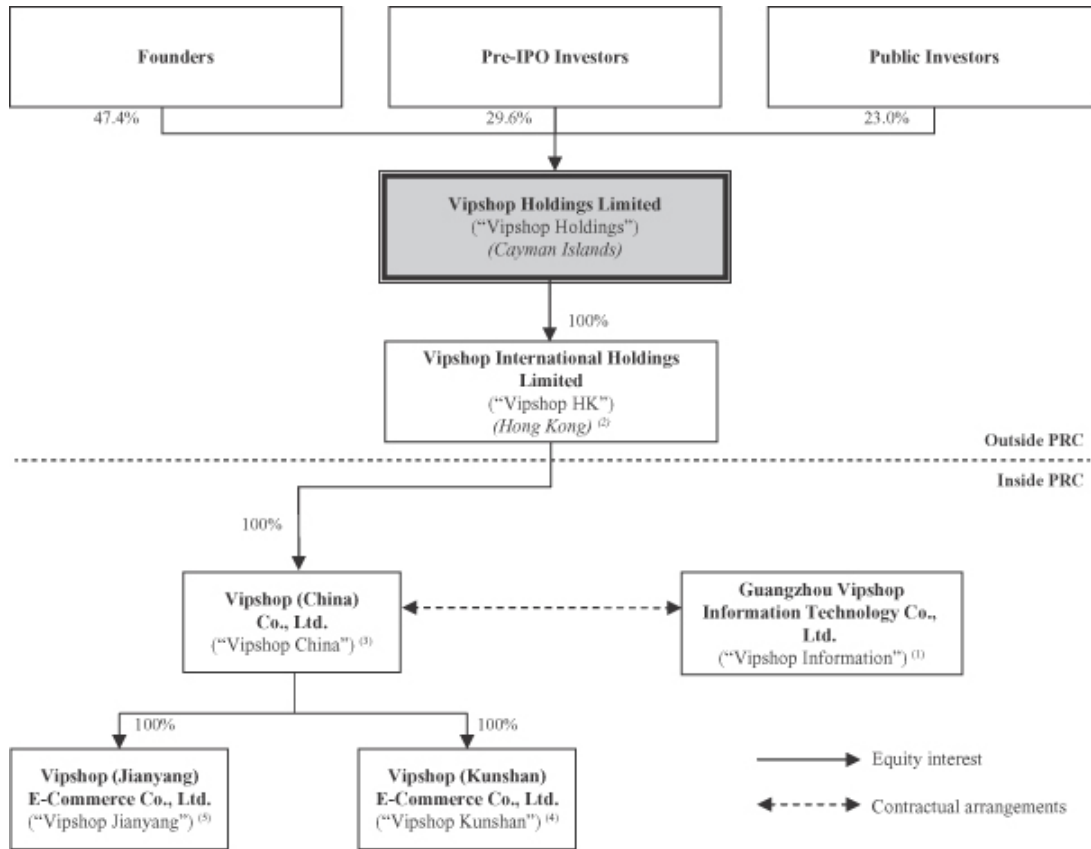 Founders
Pre-IPO Investors
Public Investors
47.4%
29.6%
23.0%
Vipshop Holdings Limited
(“Vipshop Holdings”)
(Cayman Islands)
100%
Vipshop International Holdings
Limited
(“Vipshop HK”)
(Hong Kong) (2)
Outside PRC
Inside PRC
100%
Vipshop (China)
Co., Ltd.
(“Vipshop China”) (3)
Guangzhou Vipshop
Information Technology Co.,
Ltd.
(“Vipshop Information”) (1)
100%
100%
Vipshop (Jianyang)
E-Commerce Co., Ltd.
(“Vipshop Jianyang”) (5)
Vipshop (Kunshan)
E-Commerce Co., Ltd.
(“Vipshop Kunshan”) (4)
Equity interest
Contractual arrangements